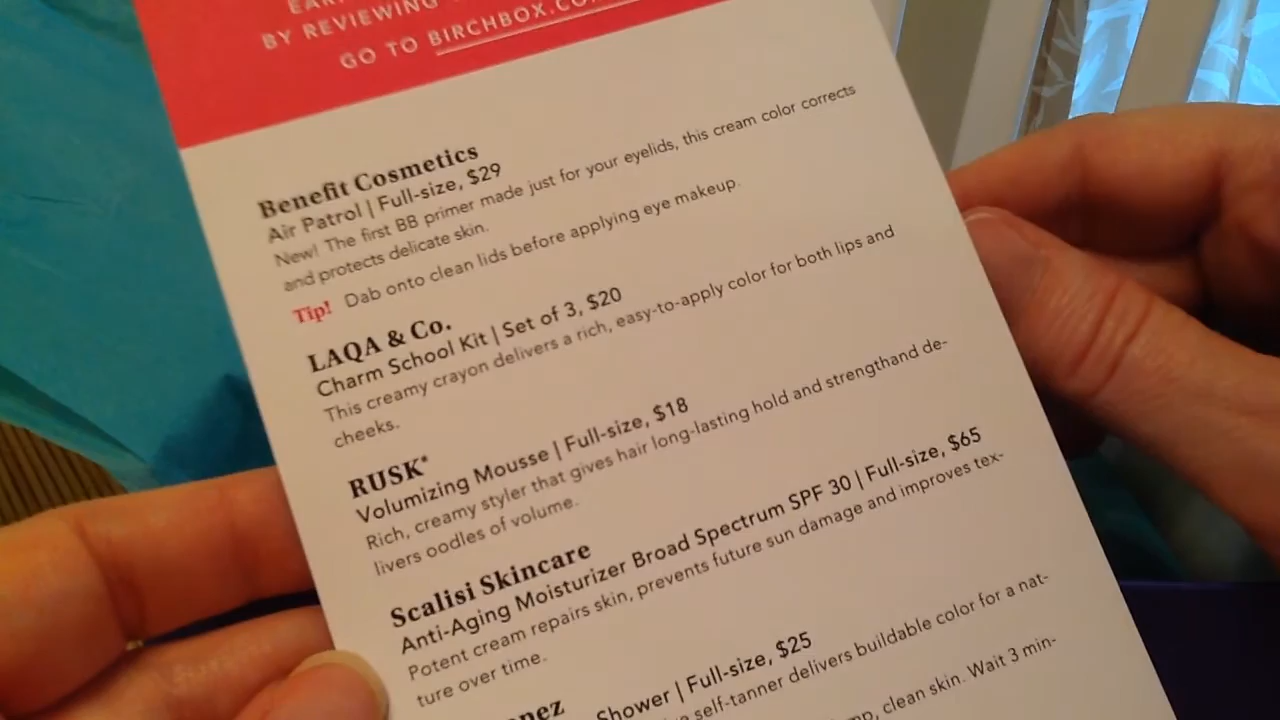 BY REVIEWING
GO TO BIRCHBOX.CO
Benefit Cosmetics
Air Patrol | Full-size, $29
New! The first BB primer made just for your eyelids, this cream color corrects
and protects delicate skin.
Tip! Dab onto clean lids before applying eye makeup.
LAQA & Co.
Charm School Kit | Set of 3, $20
This creamy crayon delivers a rich, easy-to-apply color for both lips and
cheeks.
RUSK*
Volumizing Mousse | Full-size, $18
Rich, creamy styler that gives hair long-lasting hold and strengthand de-
livers oodles of volume.
Scalisi Skincare
Anti-Aging Moisturizer Broad Spectrum SPF 30 | Full-size, $65
Potent cream repairs skin, prevents future sun damage and improves tex-
ture over time.
Shower | Full-size, $25
self-tanner delivers buildable color for a nat-
clean skin. Wait 3 min-